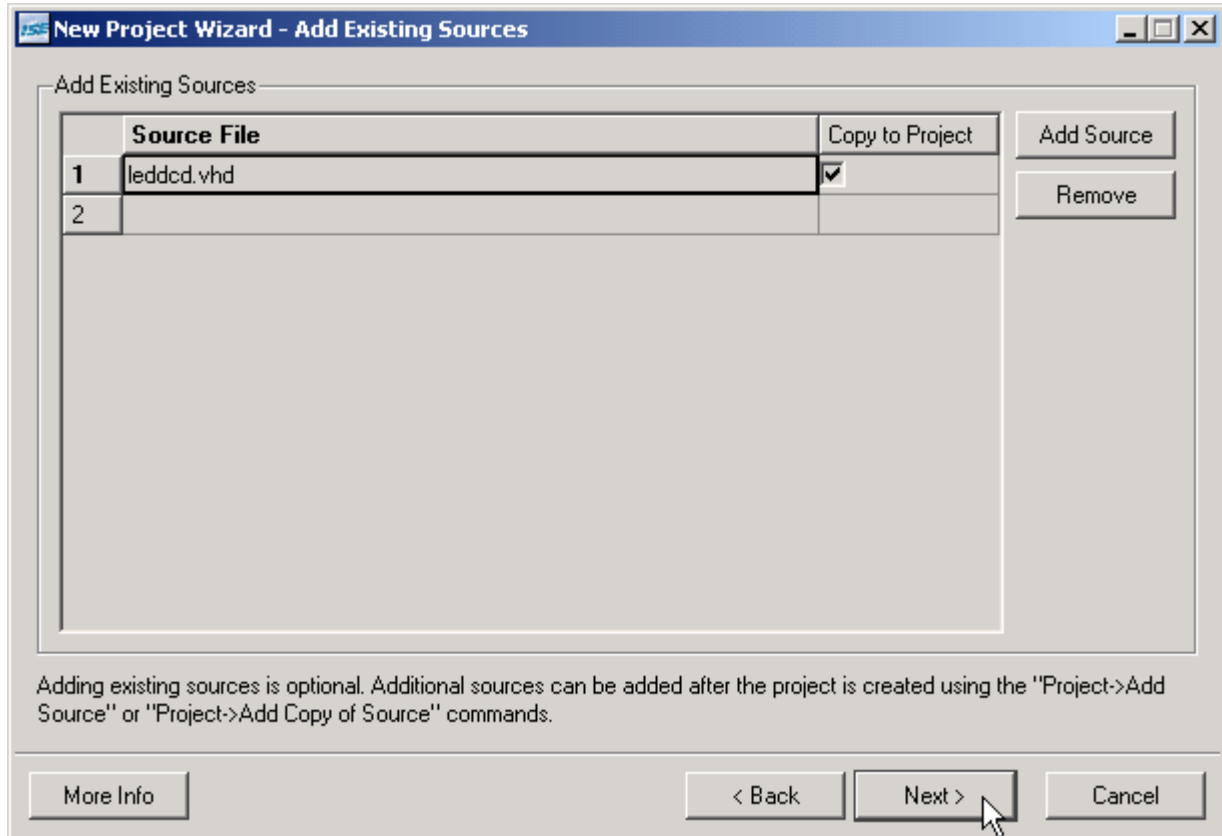 ISE New Project Wizard - Add Existing Sources
Add Existing Sources
Source File Copy to Project
1 leddcd.vhd
2
Add Source
Remove
Adding existing sources is optional. Additional sources can be added after the project is created using the "Project->Add
Source" or "Project->Add Copy of Source" commands.
More Info < Back Next > Cancel